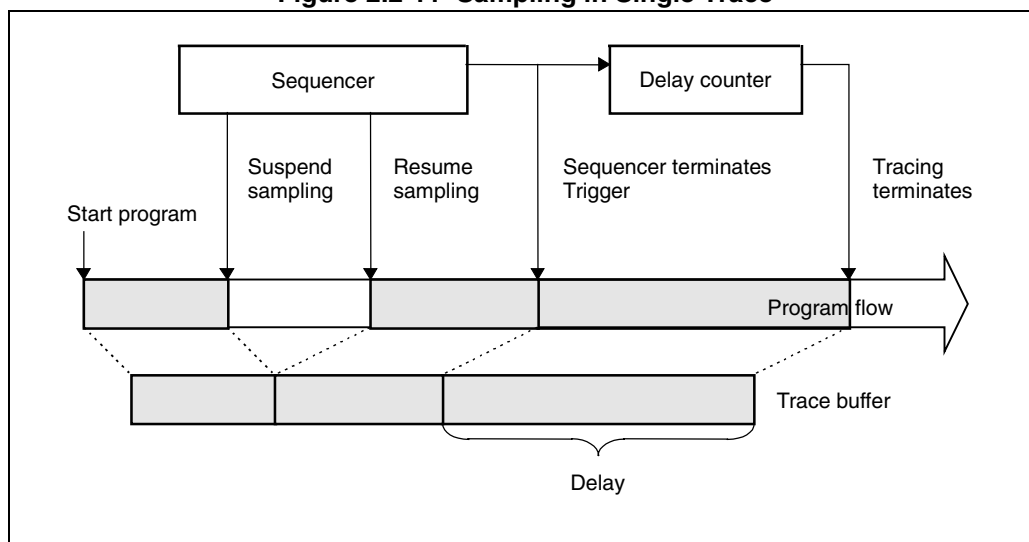 Figure 2.2-11 Sampling in Single Trace
Sequencer
Delay counter
Suspend
sampling
Resume
sampling
Sequencer terminates
Trigger
Tracing
terminates
Start program
Program flow
Trace buffer
Delay